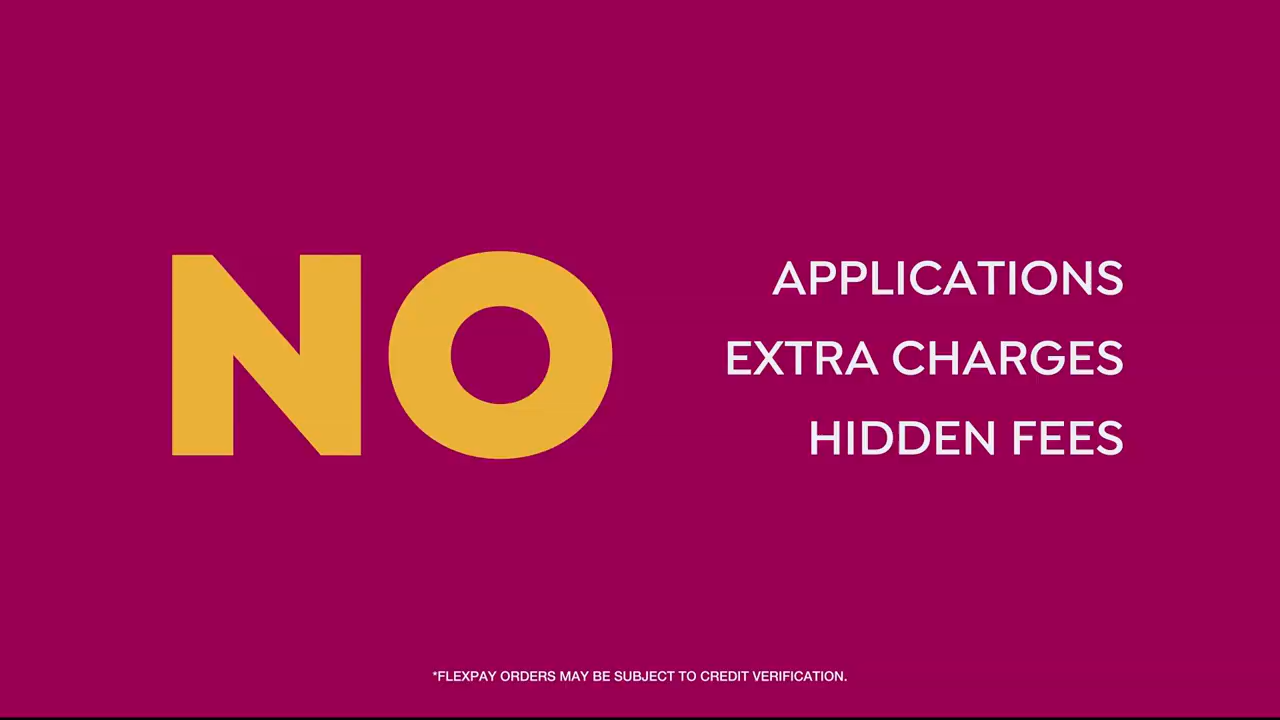 NO
APPLICATIONS
EXTRA CHARGES
HIDDEN FEES
*FLEXPAY ORDERS MAY BE SUBJECT TO CREDIT VERIFICATION.